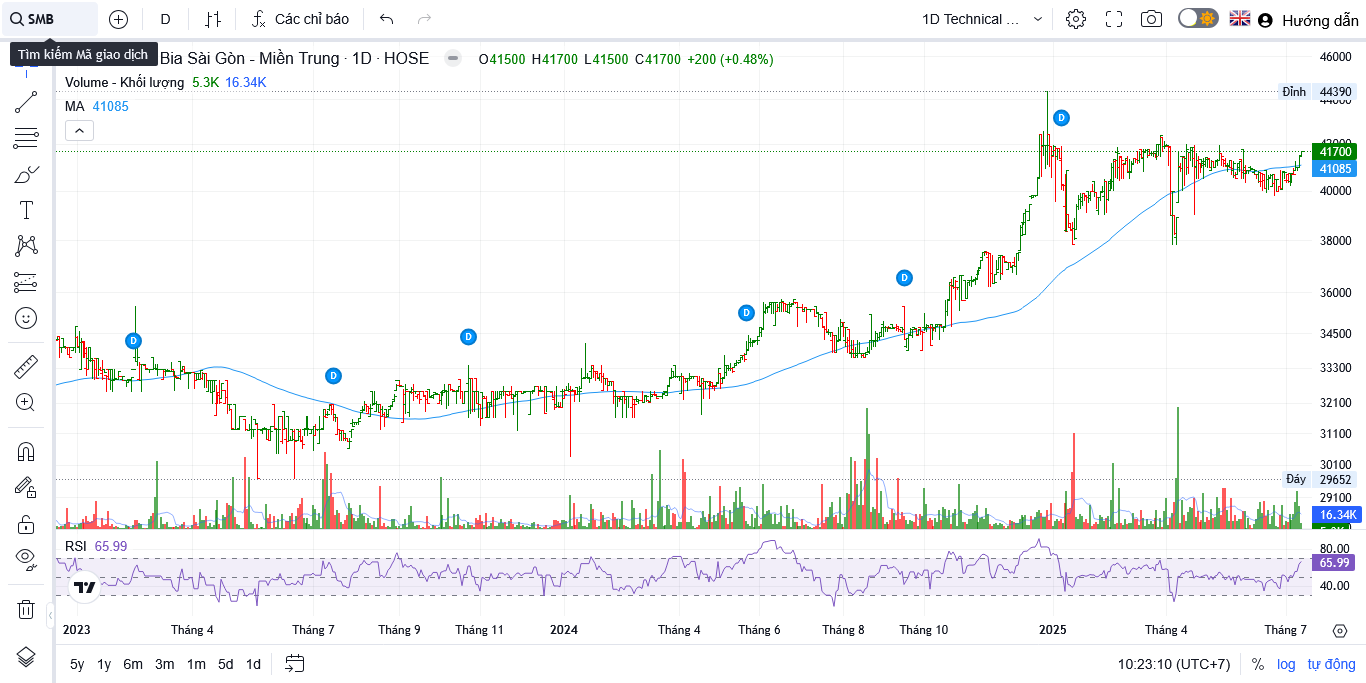 SMB D Các chỉ báo 1D Technical ... Hướng dẫn
Tìm kiếm Mã giao dịch
Bia Sài Gòn - Miền Trung · 1D · HOSE O41500 H41700 L41500 C41700 +200 (+0.48%)
Volume - Khối lượng 5.3K 16.34K
MA 41085
46000
Đỉnh 44390
44000
D
41700
41085
40000
38000
D
36000
D
34500
D D
33300
D
32100
31100
30100
Đáy 29652
29100
16.34K
RSI 65.99
80.00
65.99
40.00
2023 Tháng 4 Tháng 7 Tháng 9 Tháng 11 2024 Tháng 4 Tháng 6 Tháng 8 Tháng 10 2025 Tháng 4 Tháng 7
5y 1y 6m 3m 1m 5d 1d 10:23:10 (UTC+7) % log tự động